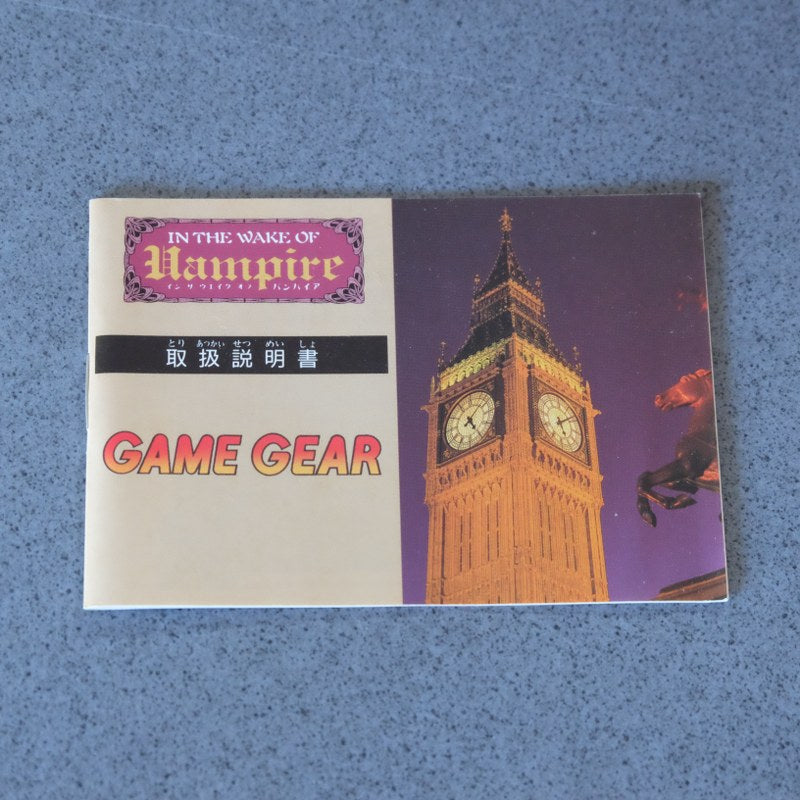 IN THE WAKE OF
Vampire
イン ザ ウエイク オブ バンパイア
とり あつかい せつ めい しょ
取扱説明書
GAME GEAR